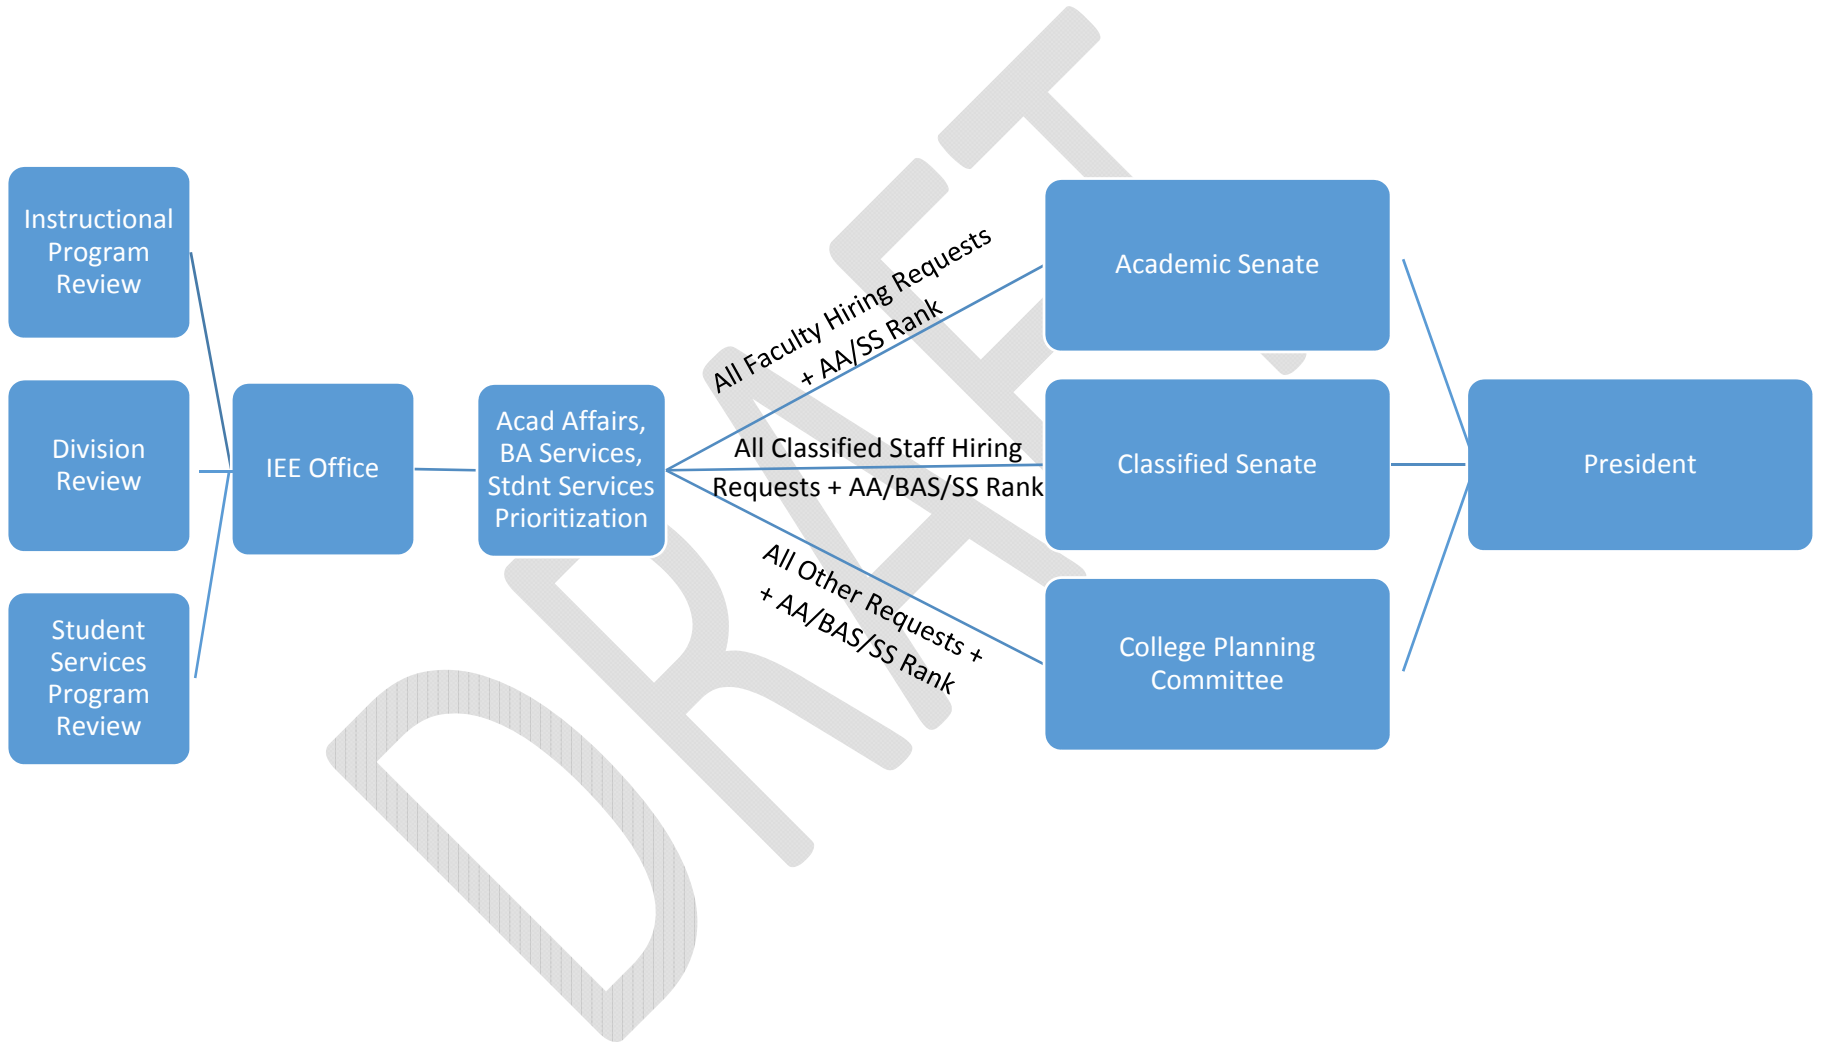 Instructional
Program
Review
Division
Review
Student
Services
Program
Review
IEE Office
Acad Affairs,
BA Services,
Stdnt Services
Prioritization
All Faculty Hiring Requests
+ AA/SS Rank
All Classified Staff Hiring
Requests + AA/BAS/SS Rank
All Other Requests +
+ AA/BAS/SS Rank
Academic Senate
Classified Senate
College Planning
Committee
President
DRAFT